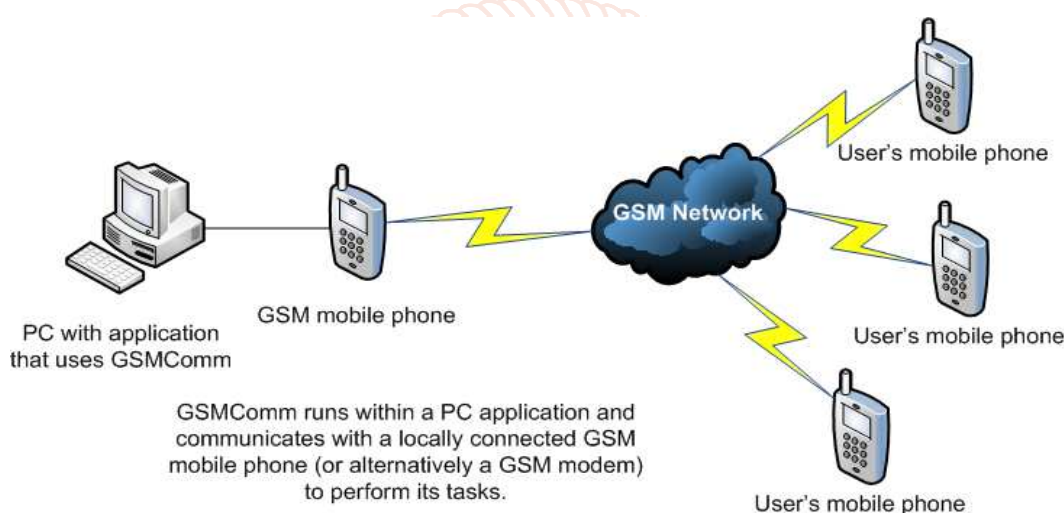 User's mobile phone
GSM Network
User's mobile phone
GSM mobile phone
PC with application
that uses GSMComm
GSMComm runs within a PC application and
communicates with a locally connected GSM
mobile phone (or alternatively a GSM modem)
to perform its tasks.
User's mobile phone